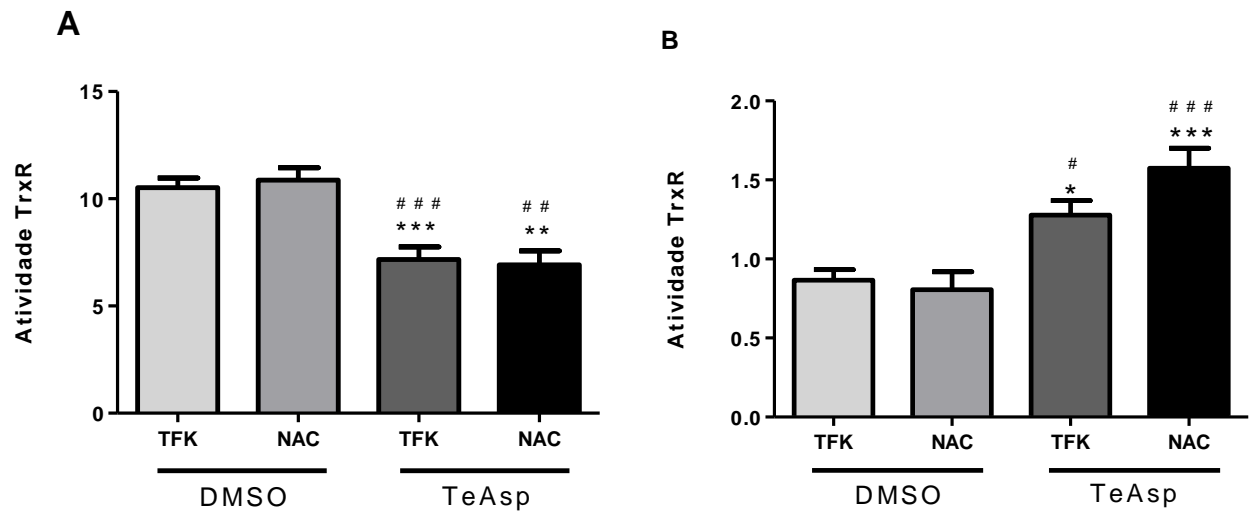 A
Atividade TrxR
15
10
5
0
# # #
***
# #
**
TFK NAC TFK NAC
DMSO TeAsp
B
Atividade TrxR
2.0
1.5
1.0
0.5
0.0
#
*
# # #
***
TFK NAC TFK NAC
DMSO TeAsp